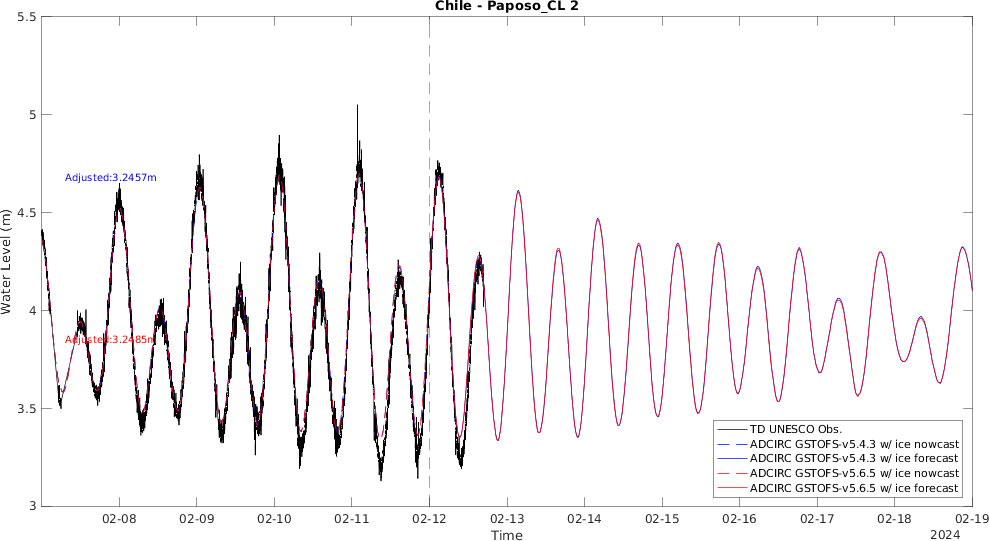 Chile - Paposo_CL 2
Water Level (m)
5.5
5
4.5
4
3.5
3
Adjusted:3.2457m
Adjusted:3.2485m
TD UNESCO Obs.
ADCIRC GSTOFS-v5.4.3 w/ ice nowcast
ADCIRC GSTOFS-v5.4.3 w/ ice forecast
ADCIRC GSTOFS-v5.6.5 w/ ice nowcast
ADCIRC GSTOFS-v5.6.5 w/ ice forecast
02-08 02-09 02-10 02-11 02-12 02-13 02-14 02-15 02-16 02-17 02-18 02-19
Time
2024